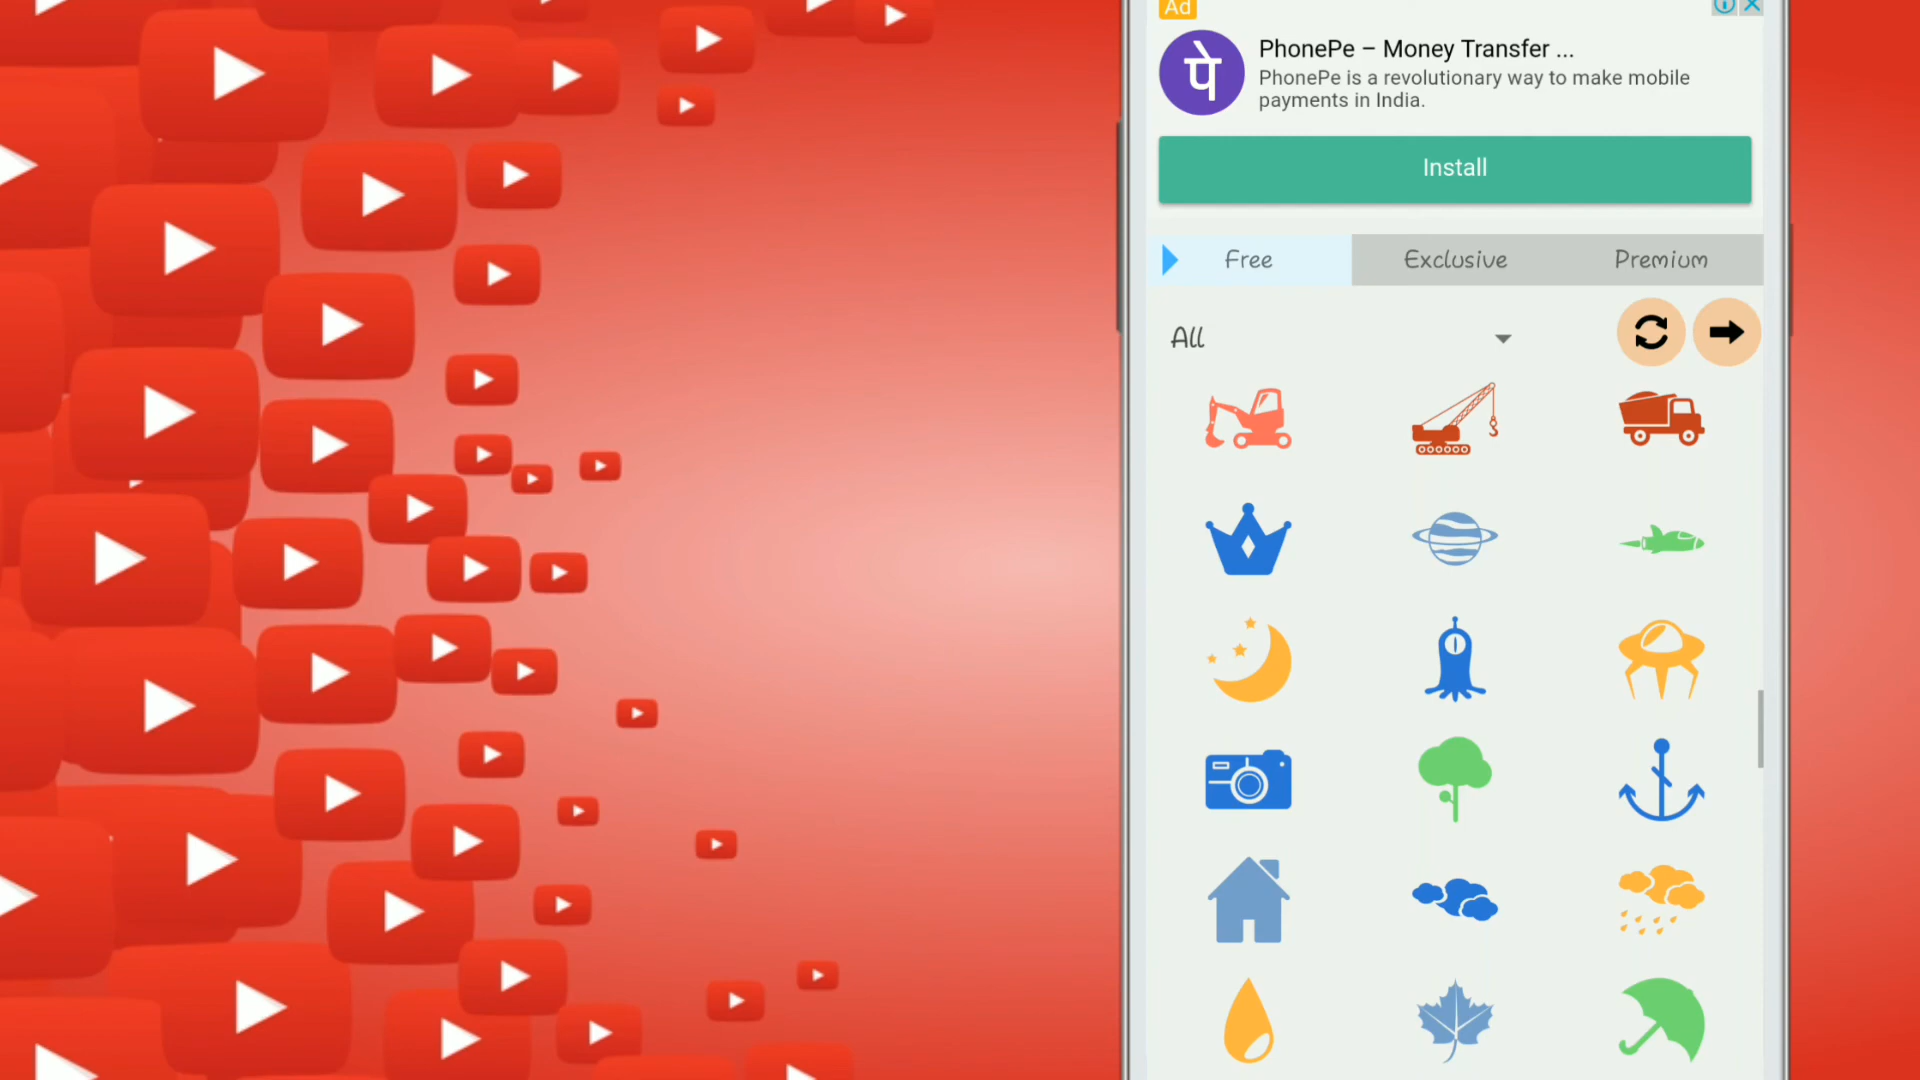 Ad
PhonePe – Money Transfer ...
PhonePe is a revolutionary way to make mobile
payments in India.
पे
Install
Free
Exclusive
Premium
All